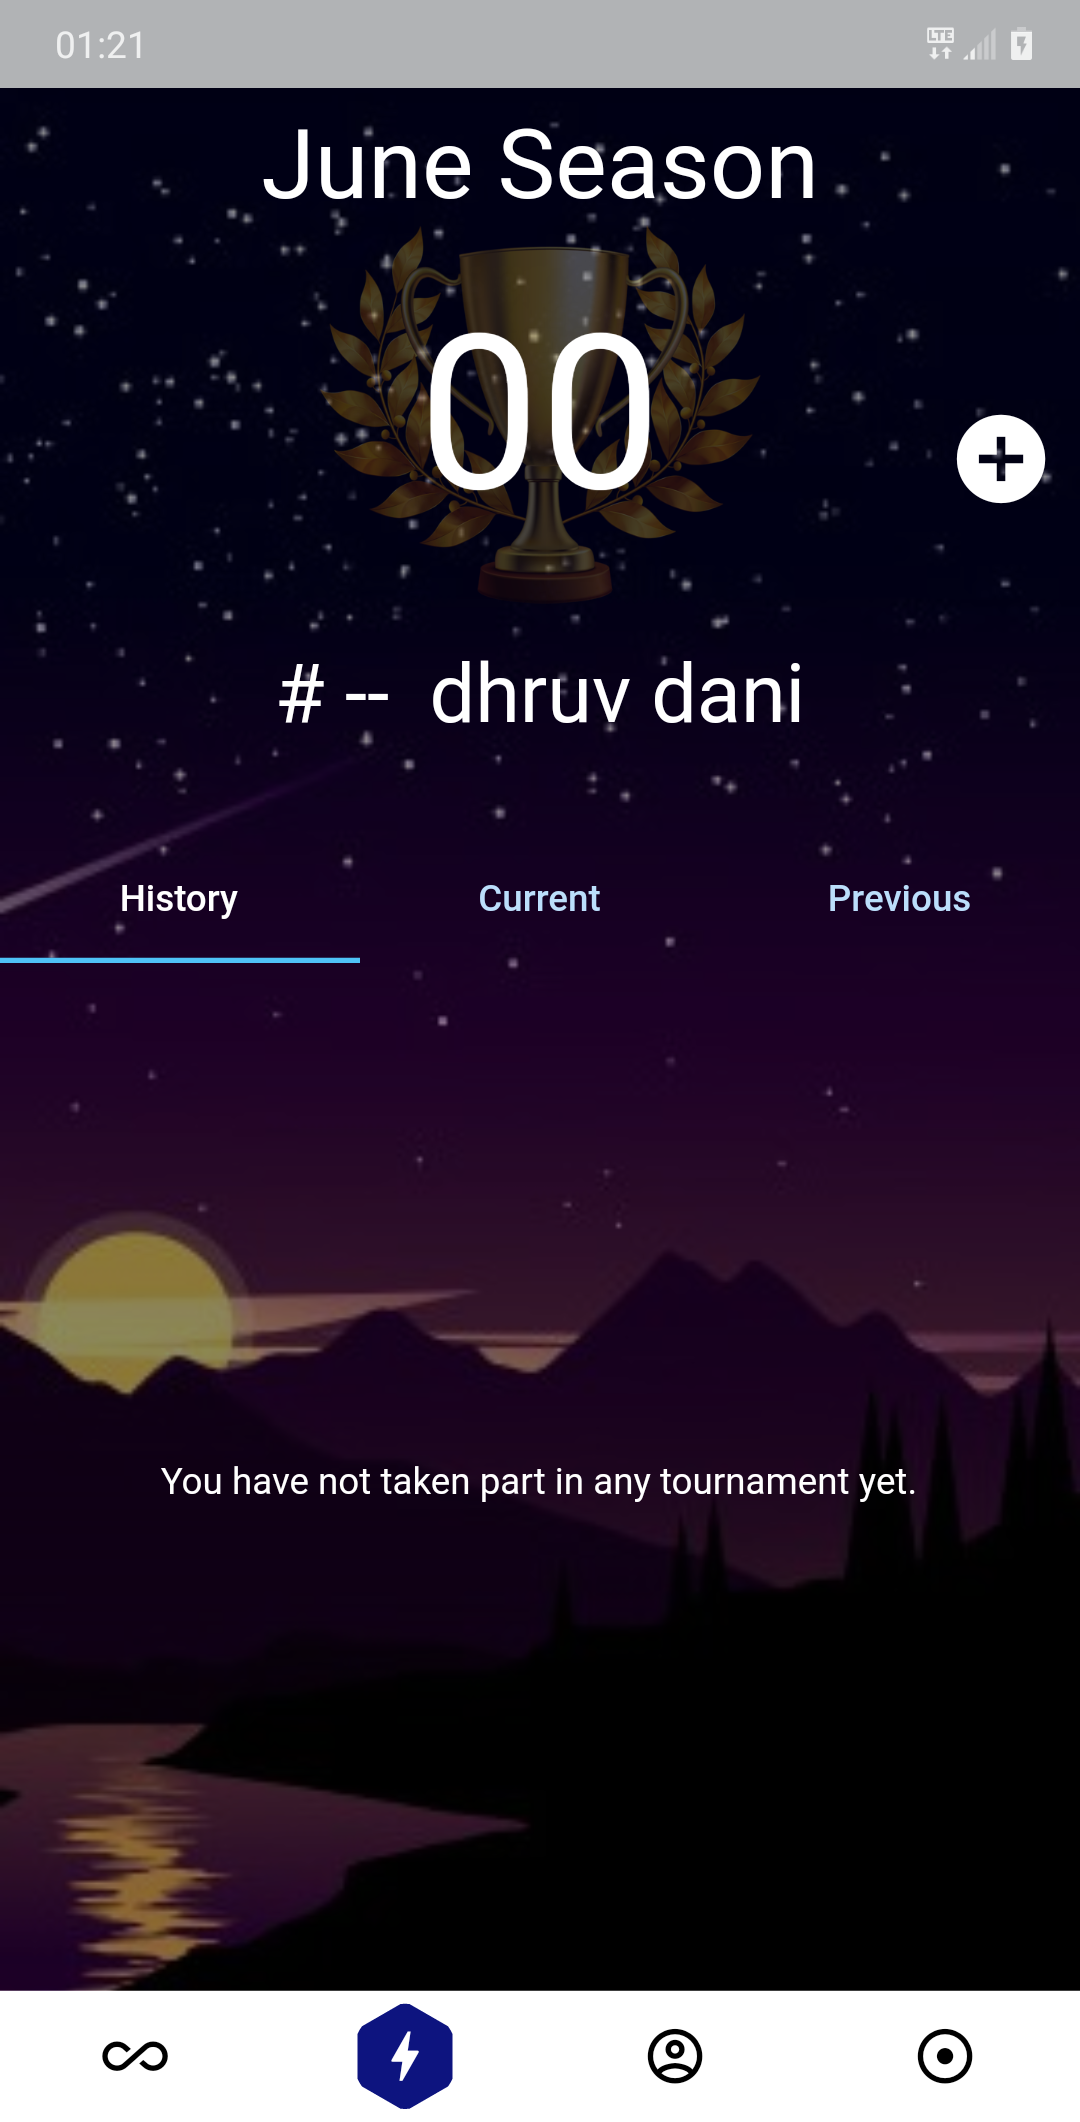 01:21
LTE
June Season
00
# -- dhruv dani
History Current Previous
You have not taken part in any tournament yet.